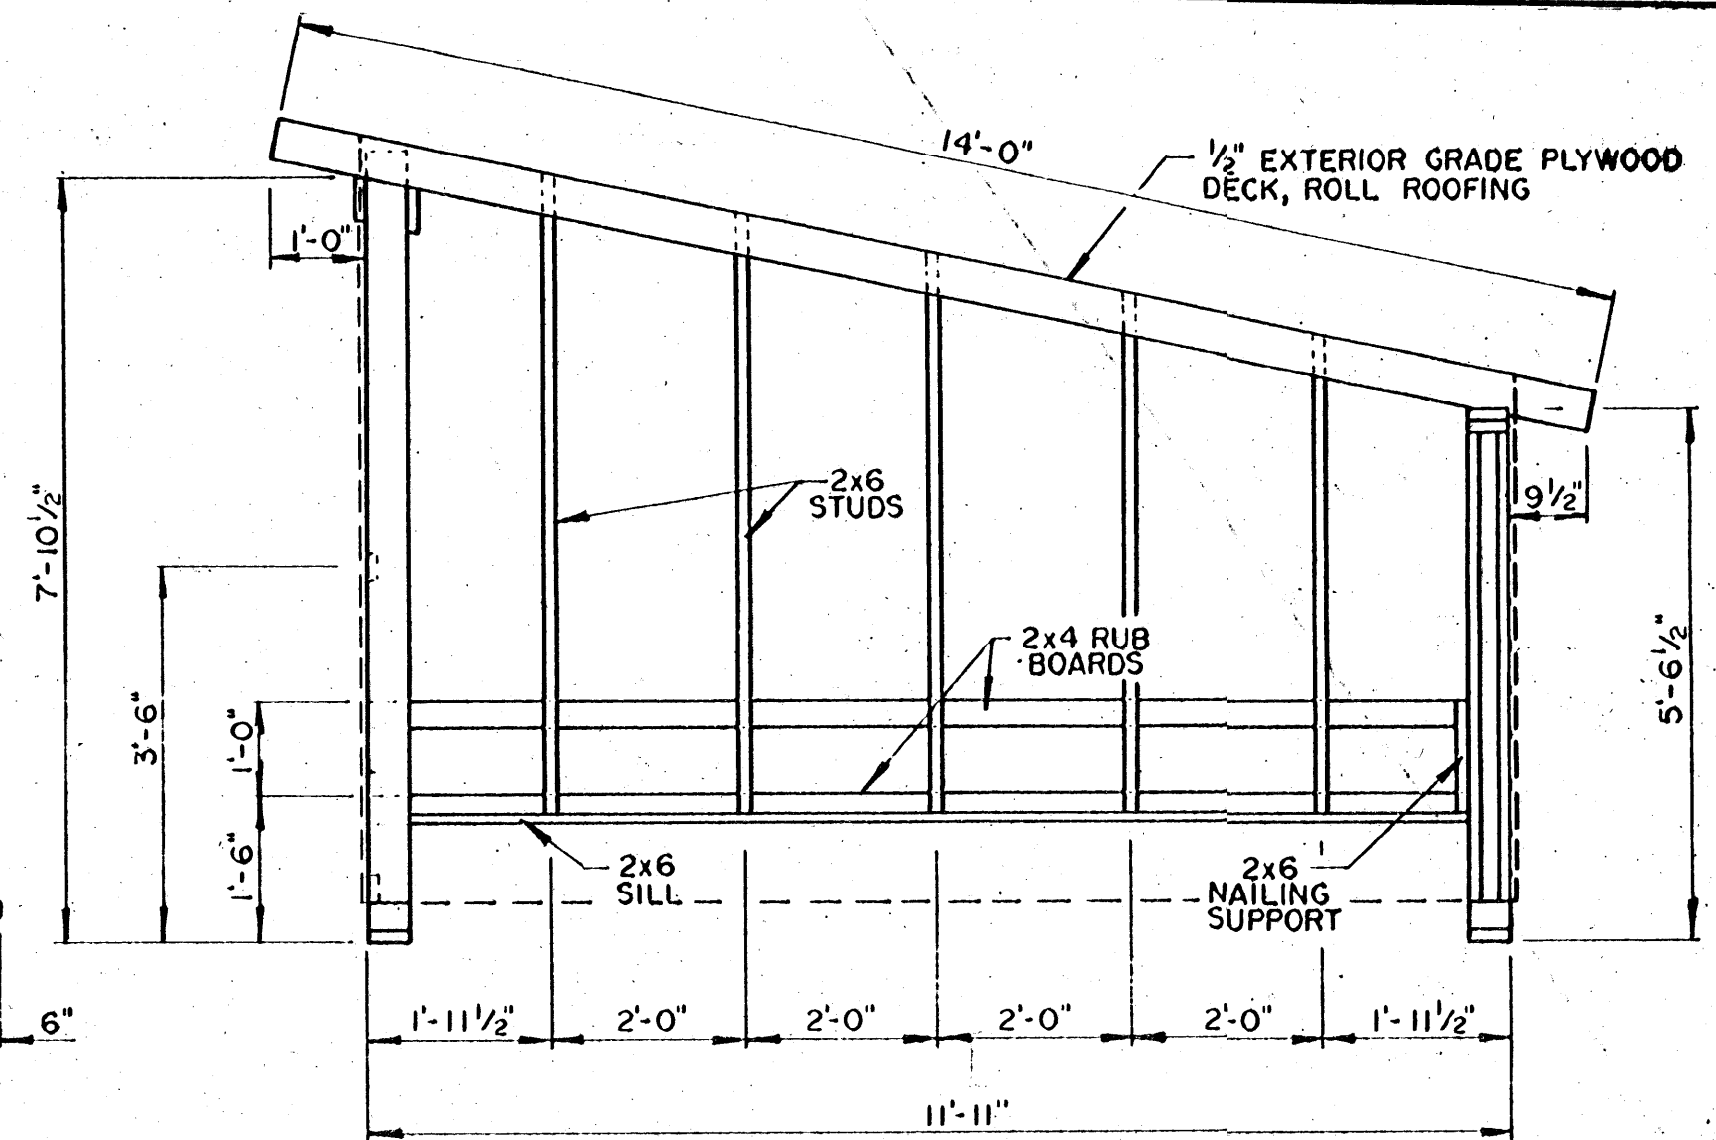 14'-0"
1/2" EXTERIOR GRADE PLYWOOD
DECK, ROLL ROOFING
1'-0"
7'-10 1/2"
2x6
STUDS
9 1/2"
3'-6"
1'-0"
2x4 RUB
BOARDS
5'-6 1/2"
1'-6"
2x6
SILL
2x6
NAILING
SUPPORT
6"
1'-11 1/2"
2'-0"
2'-0"
2'-0"
2'-0"
1'-11 1/2"
11'-11"